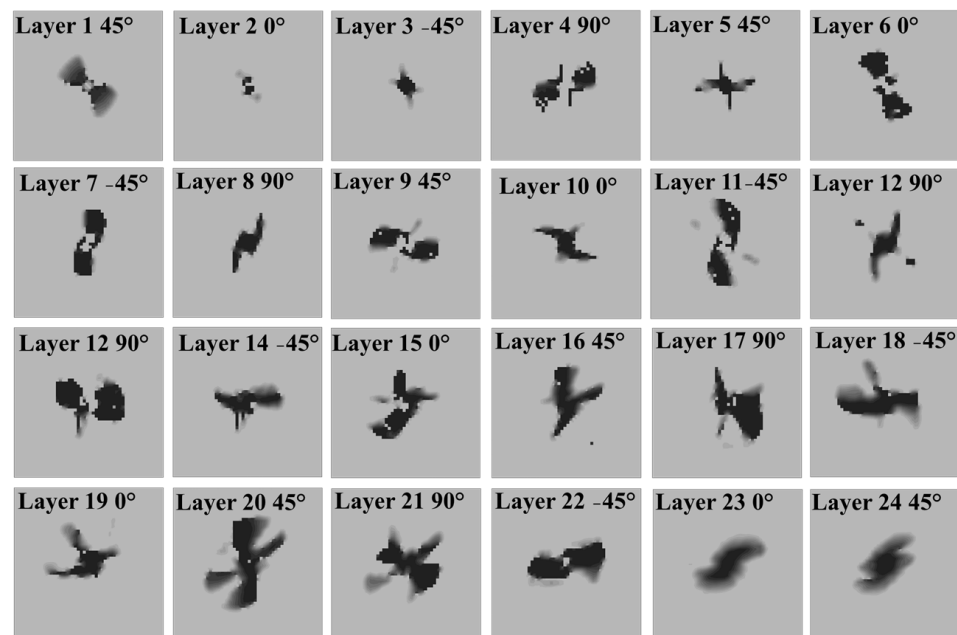 Layer 1 45°
Layer 2 0°
Layer 3 -45°
Layer 4 90°
Layer 5 45°
Layer 6 0°
Layer 7 -45°
Layer 8 90°
Layer 9 45°
Layer 10 0°
Layer 11-45°
Layer 12 90°
Layer 12 90°
Layer 14 -45°
Layer 15 0°
Layer 16 45°
Layer 17 90°
Layer 18 -45°
Layer 19 0°
Layer 20 45°
Layer 21 90°
Layer 22 -45°
Layer 23 0°
Layer 24 45°